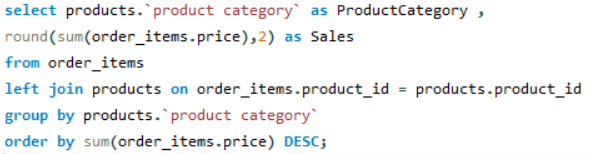 select products.`product category` as ProductCategory ,
round(sum(order_items.price),2) as Sales
from order_items
left join products on order_items.product_id = products.product_id
group by products.`product category`
order by sum(order_items.price) DESC;